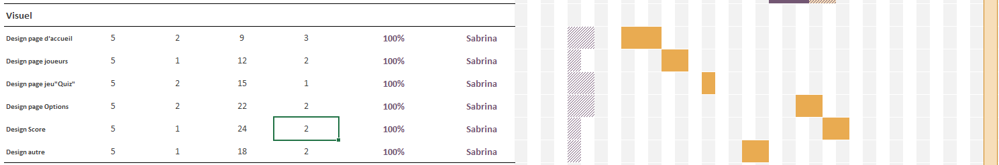 Visuel
Design page d'accueil 5 2 9 3 100% Sabrina
Design page joueurs 5 1 12 2 100% Sabrina
Design page jeu"Quiz" 5 2 15 1 100% Sabrina
Design page Options 5 2 22 2 100% Sabrina
Design Score 5 1 24 2 100% Sabrina
Design autre 5 1 18 2 100% Sabrina